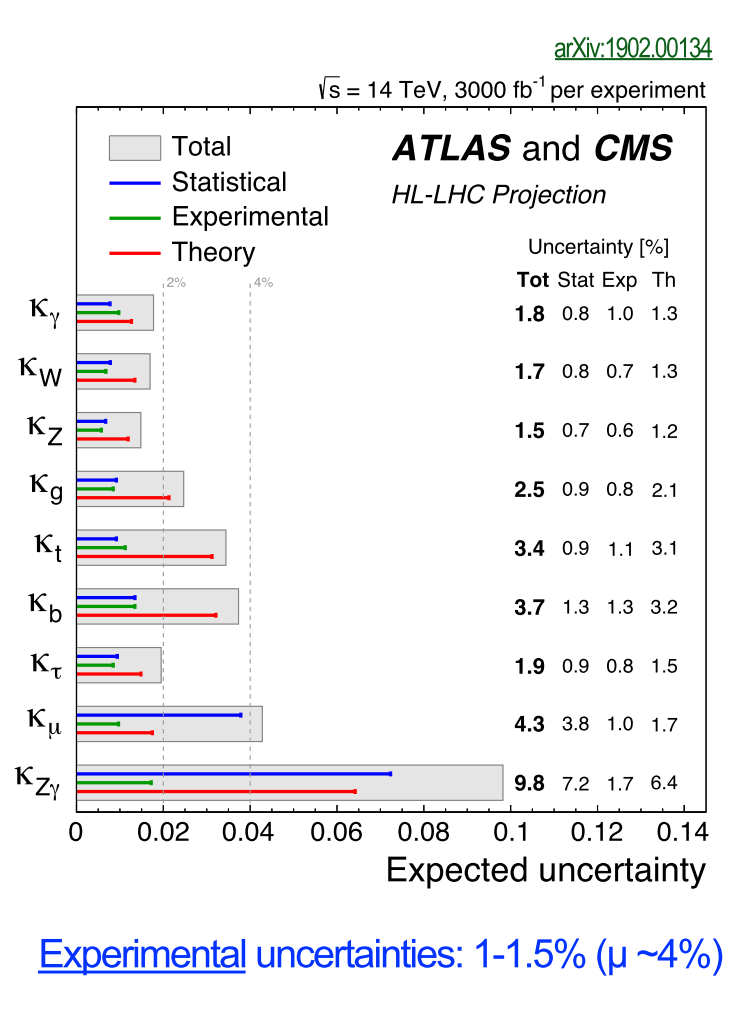 arXiv:1902.00134
√s = 14 TeV, 3000 fb⁻¹ per experiment
Total
Statistical
Experimental
Theory
ATLAS and CMS
HL-LHC Projection
Uncertainty [%]
Tot Stat Exp Th
2% 4%
κγ 1.8 0.8 1.0 1.3
κW 1.7 0.8 0.7 1.3
κZ 1.5 0.7 0.6 1.2
κg 2.5 0.9 0.8 2.1
κt 3.4 0.9 1.1 3.1
κb 3.7 1.3 1.3 3.2
κτ 1.9 0.9 0.8 1.5
κμ 4.3 3.8 1.0 1.7
κZγ 9.8 7.2 1.7 6.4
0 0.02 0.04 0.06 0.08 0.1 0.12 0.14
Expected uncertainty
Experimental uncertainties: 1-1.5% (μ ~4%)